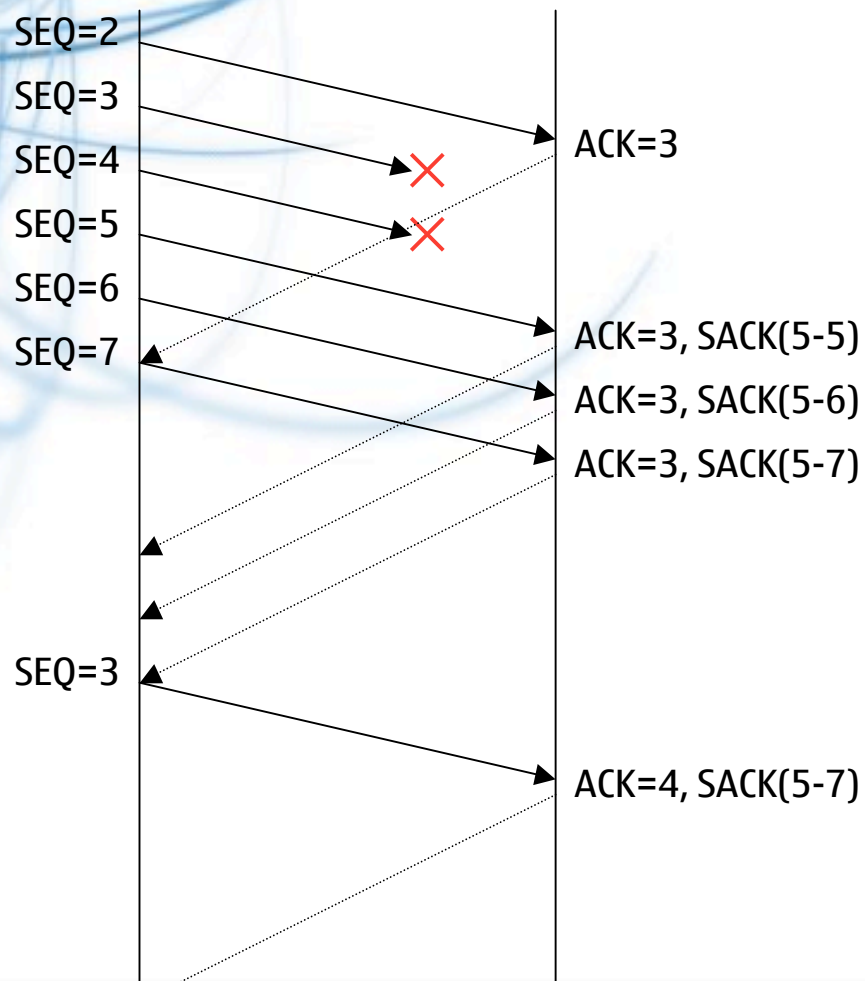 SEQ=2
SEQ=3
SEQ=4
SEQ=5
SEQ=6
SEQ=7
SEQ=3
ACK=3
ACK=3, SACK(5-5)
ACK=3, SACK(5-6)
ACK=3, SACK(5-7)
ACK=4, SACK(5-7)